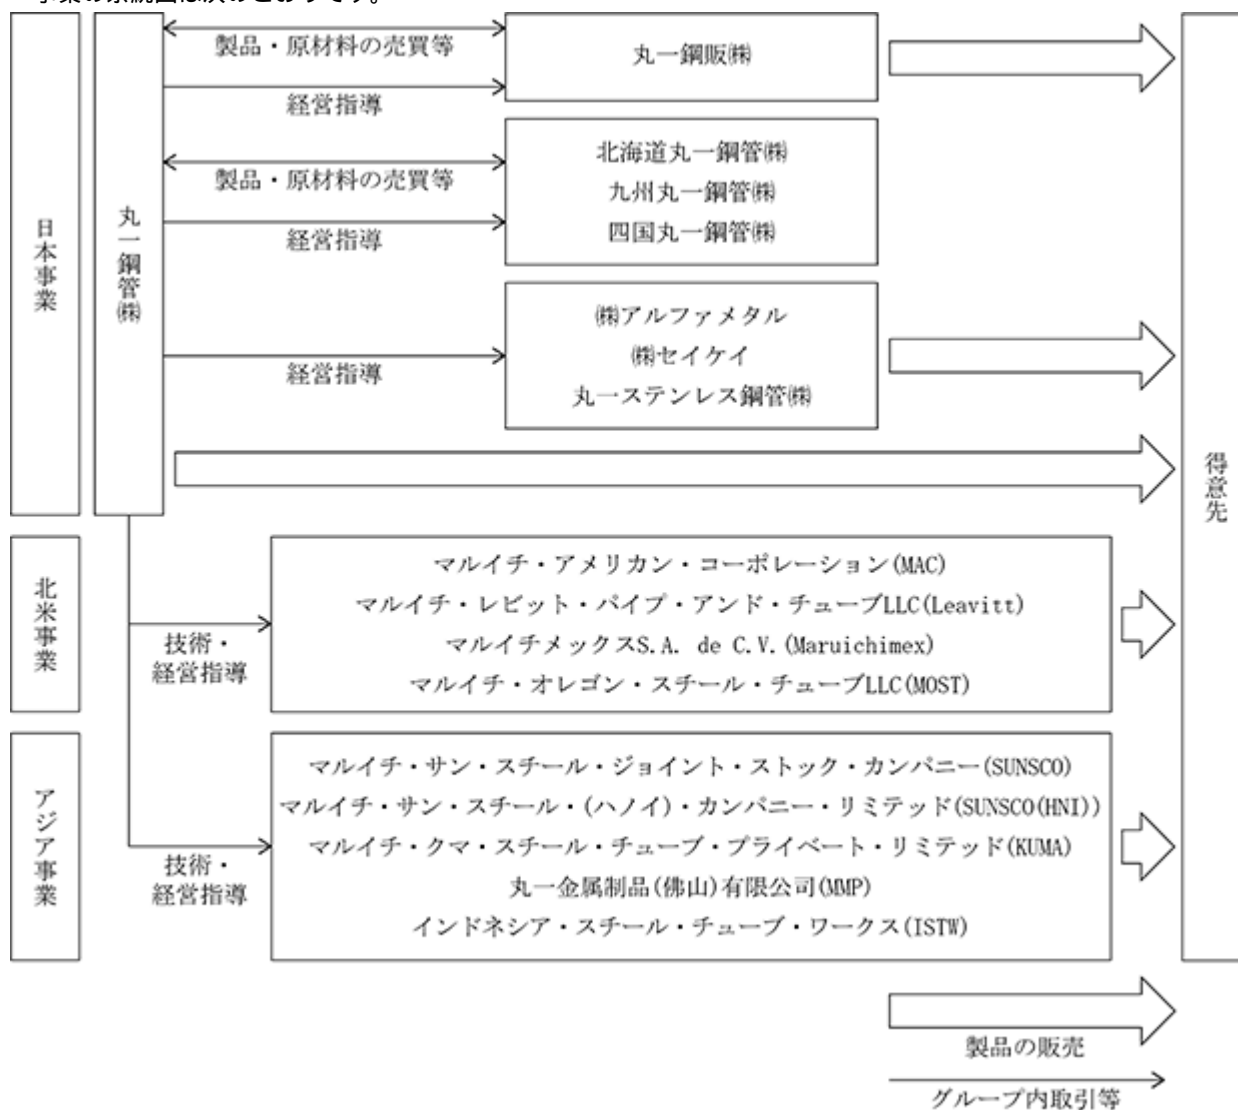 事業の系統図は次のとおりです。
日本事業
丸一鋼管㈱
製品・原材料の売買等
経営指導
丸一鋼販㈱
製品・原材料の売買等
経営指導
北海道丸一鋼管㈱
九州丸一鋼管㈱
四国丸一鋼管㈱
経営指導
㈱アルファメタル
㈱セイケイ
丸一ステンレス鋼管㈱
得意先
北米事業
技術・
経営指導
マルイチ・アメリカン・コーポレーション(MAC)
マルイチ・レビット・パイプ・アンド・チューブLLC(Leavitt)
マルイチメックスS.A. de C.V.(Maruichimex)
マルイチ・オレゴン・スチール・チューブLLC(MOST)
アジア事業
技術・
経営指導
マルイチ・サン・スチール・ジョイント・ストック・カンパニー(SUNSCO)
マルイチ・サン・スチール・(ハノイ)・カンパニー・リミテッド(SUNSCO(HNI))
マルイチ・クマ・スチール・チューブ・プライベート・リミテッド(KUMA)
丸一金属制品(佛山)有限公司(MMP)
インドネシア・スチール・チューブ・ワークス(ISTW)
製品の販売
グループ内取引等